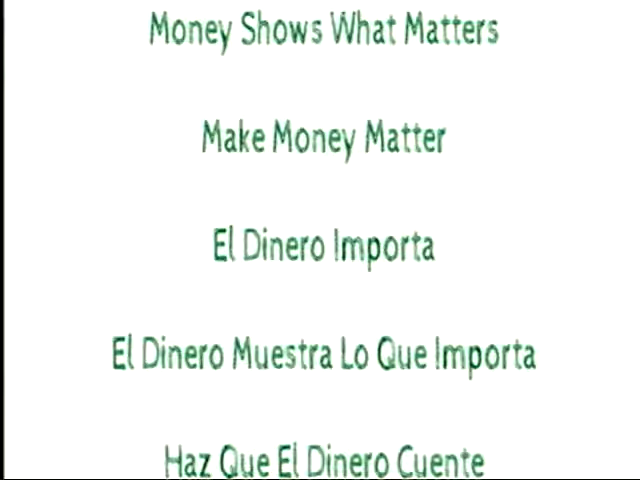 Money Shows What Matters
Make Money Matter
El Dinero Importa
El Dinero Muestra Lo Que Importa
Haz Que El Dinero Cuente